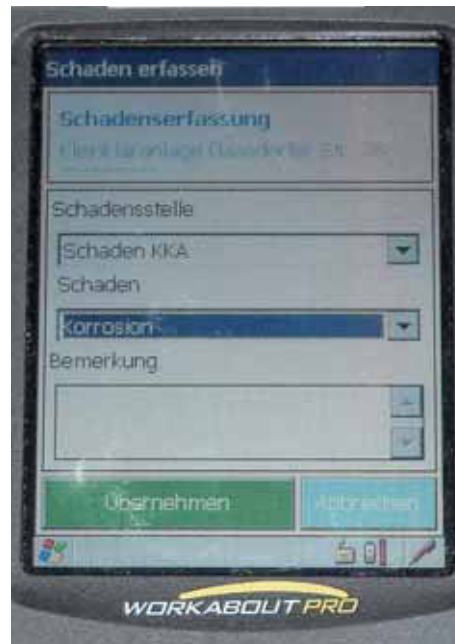 Schaden erfassen
Schadenserfassung
Schadensstelle
Schaden KKA
Schaden
Korrosion
Bemerkung
Übernehmen
Abbrechen
WORKABOUT PRO